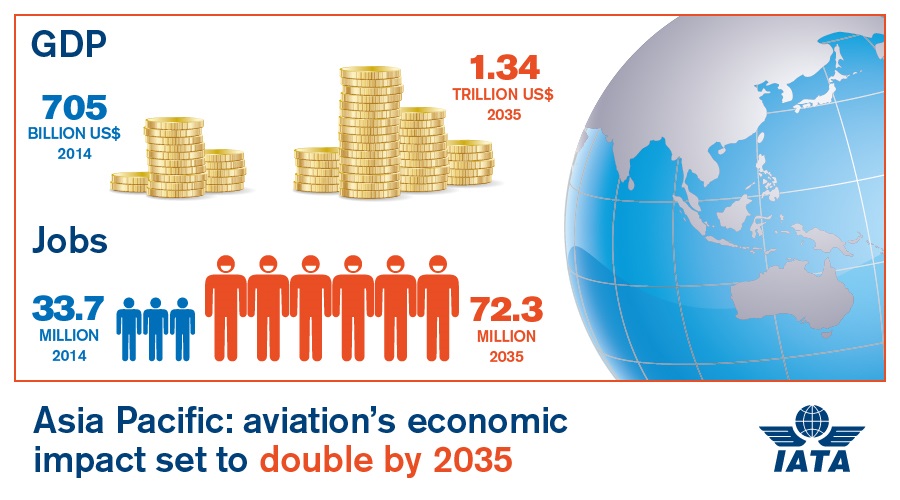 GDP
705
BILLION US$
2014
1.34
TRILLION US$
2035
Jobs
33.7
MILLION
2014
72.3
MILLION
2035
Asia Pacific: aviation’s economic
impact set to double by 2035
IATA